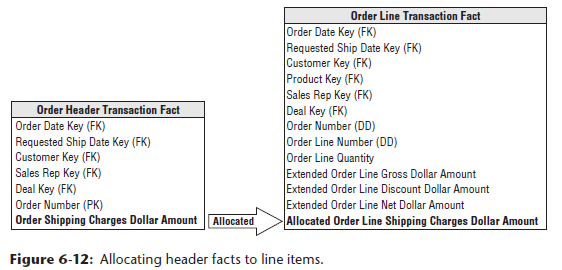 Order Line Transaction Fact
Order Date Key (FK)
Requested Ship Date Key (FK)
Customer Key (FK)
Product Key (FK)
Sales Rep Key (FK)
Deal Key (FK)
Order Number (DD)
Order Line Number (DD)
Order Line Quantity
Extended Order Line Gross Dollar Amount
Extended Order Line Discount Dollar Amount
Extended Order Line Net Dollar Amount
Allocated Order Line Shipping Charges Dollar Amount
Order Header Transaction Fact
Order Date Key (FK)
Requested Ship Date Key (FK)
Customer Key (FK)
Sales Rep Key (FK)
Deal Key (FK)
Order Number (PK)
Order Shipping Charges Dollar Amount
Allocated
Figure 6-12: Allocating header facts to line items.